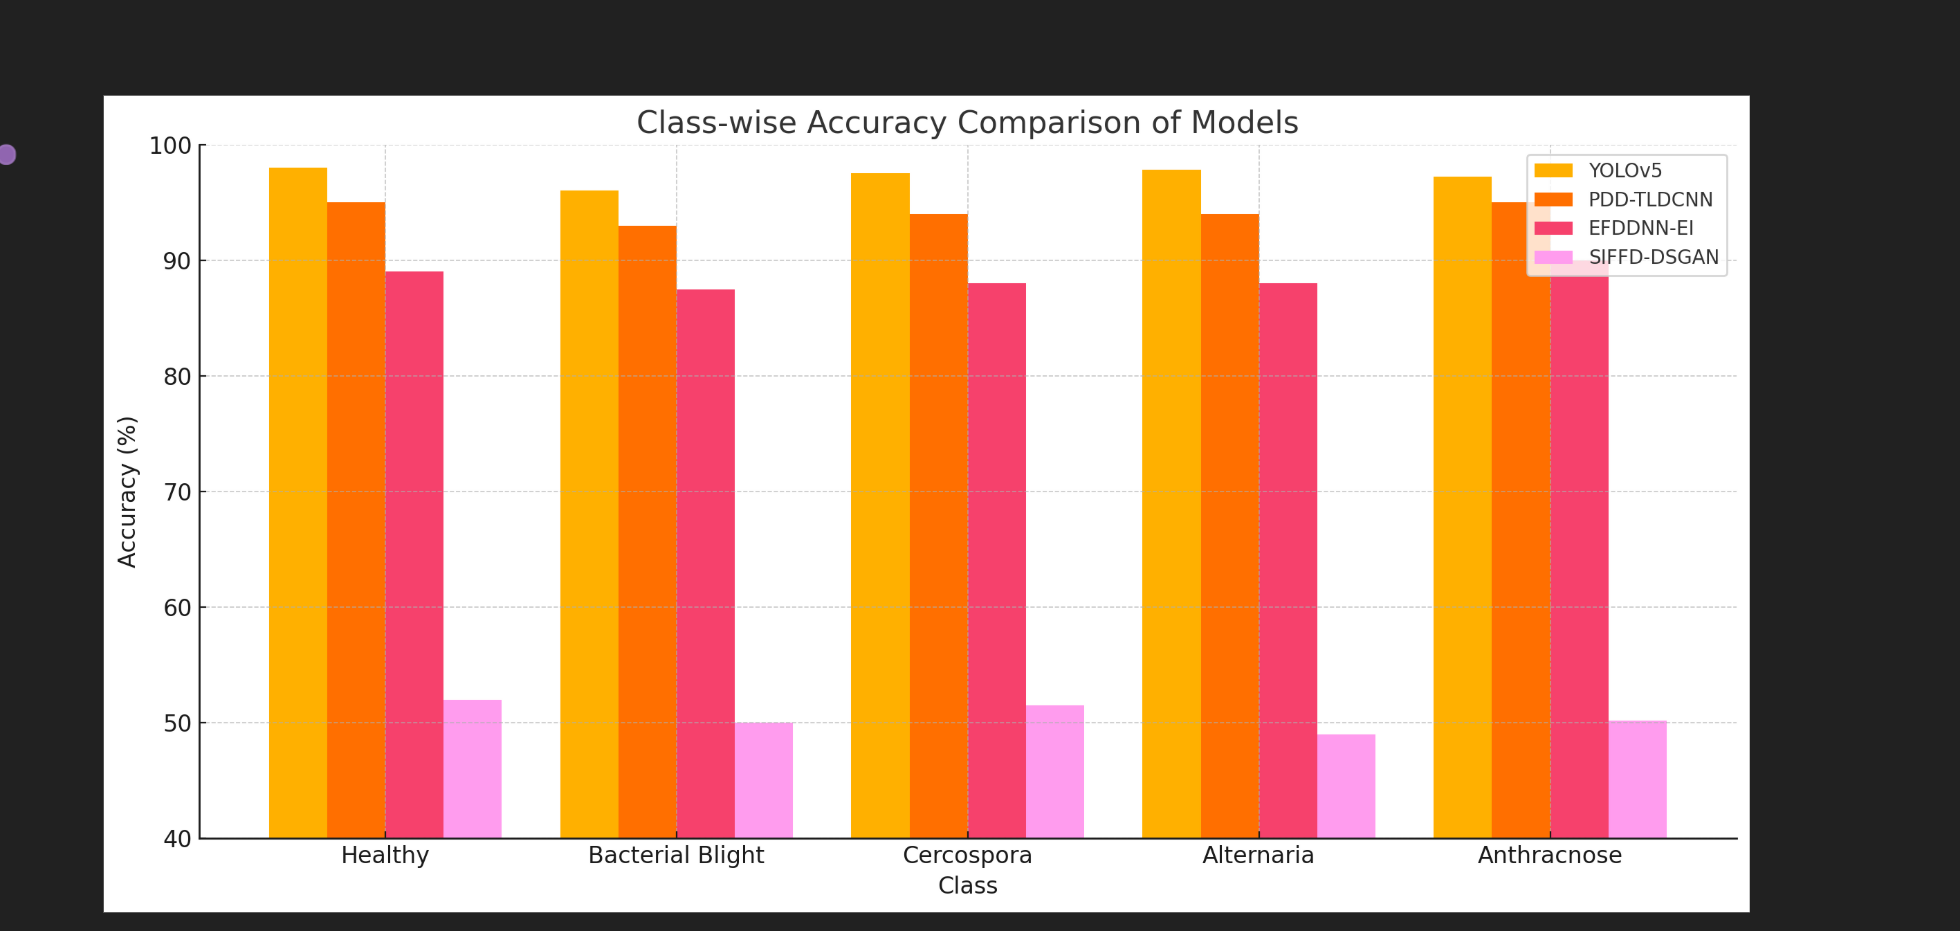 Class-wise Accuracy Comparison of Models
100
90
80
70
60
50
40
Accuracy (%)
YOLOv5
PDD-TLDCNN
EFDDNN-EI
SIFFD-DSGAN
Healthy
Bacterial Blight
Cercospora
Alternaria
Anthracnose
Class